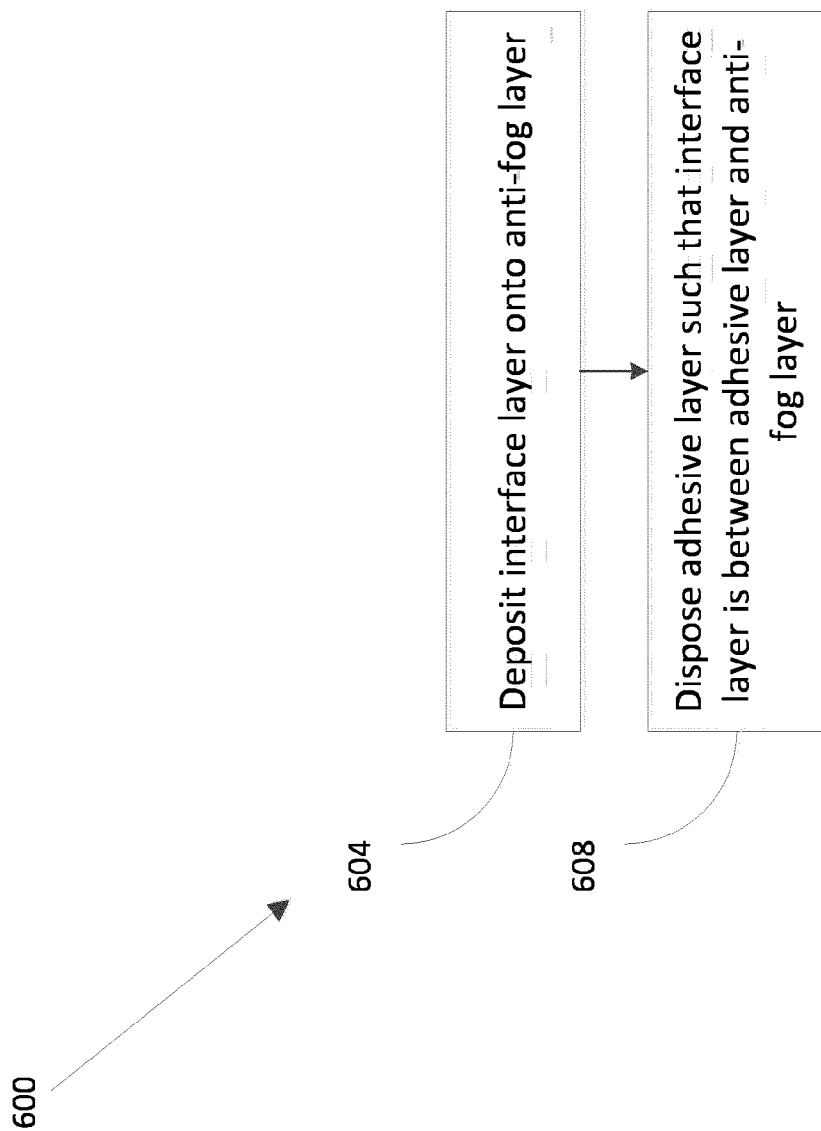 600
604
Deposit interface layer onto anti-fog layer
608
Dispose adhesive layer such that interface
layer is between adhesive layer and anti-
fog layer